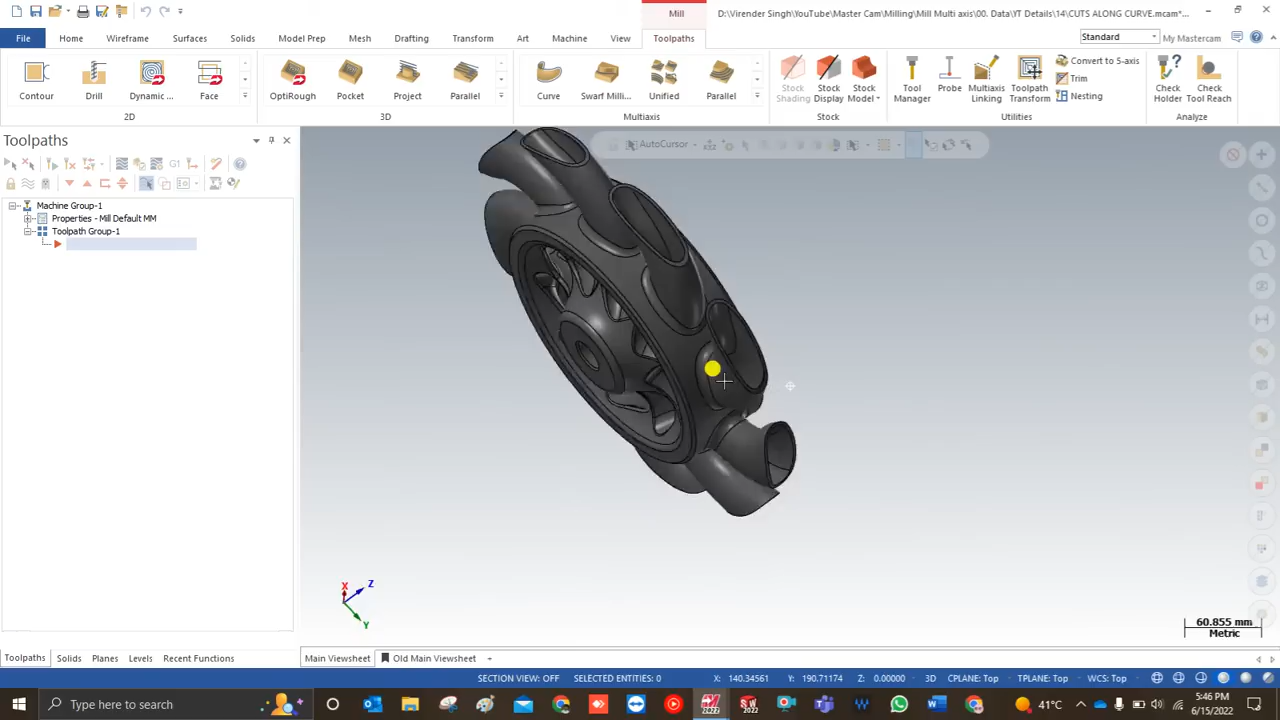 Mill
D:\Virender Singh\YouTube\Master Cam\Milling\Mill Multi axis\00. Data\YT Details\14\CUTS ALONG CURVE.mcam*...
File Home Wireframe Surfaces Solids Model Prep Mesh Drafting Transform Art Machine View Toolpaths Standard My Mastercam
Contour Drill Dynamic ... Face OptiRough Pocket Project Parallel Curve Swarf Milli... Unified Parallel Stock Shading Stock Display Stock Model Tool Manager Probe Multiaxis Linking Toolpath Transform Convert to 5-axis Trim Nesting Check Holder Check Tool Reach
2D 3D Multiaxis Stock Utilities Analyze
Toolpaths
AutoCursor
G1
Machine Group-1
Properties - Mill Default MM
Toolpath Group-1
X Z Y
60.855 mm
Metric
Toolpaths Solids Planes Levels Recent Functions Main Viewsheet Old Main Viewsheet +
SECTION VIEW: OFF SELECTED ENTITIES: 0 X: 140.34561 Y: 190.71174 Z: 0.00000 3D CPLANE: Top TPLANE: Top WCS: Top
Type here to search 2022 2022 41°C ENG 5:46 PM
6/15/2022